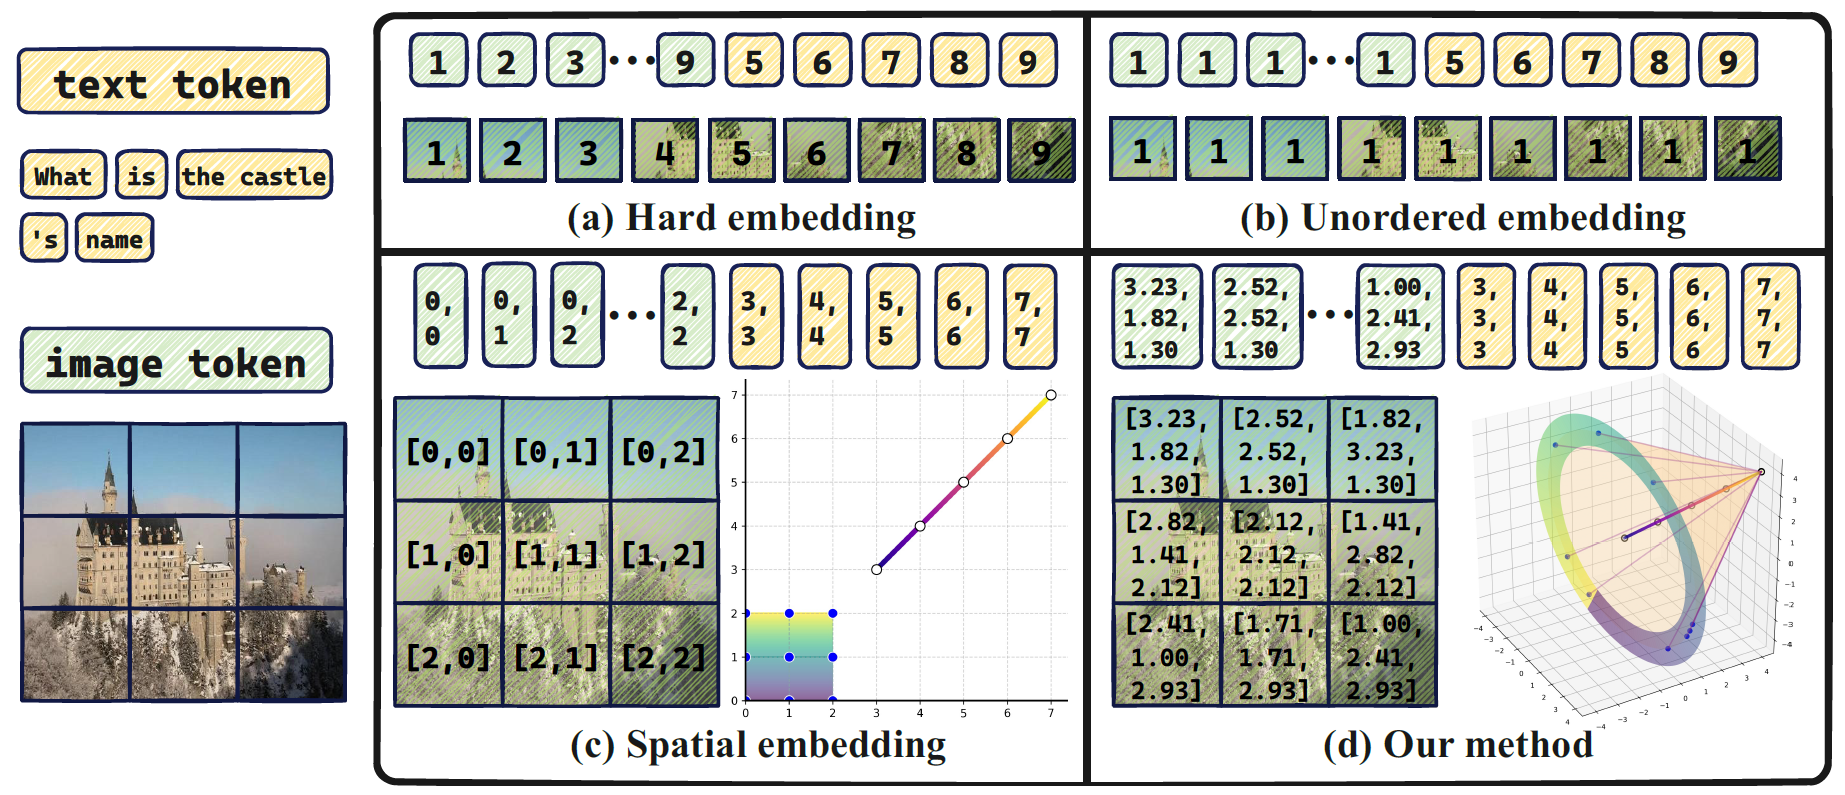 text token
What is the castle
's name
image token
1 2 3 ••• 9 5 6 7 8 9
1 2 3 4 5 6 7 8 9
(a) Hard embedding
1 1 1 ••• 1 5 6 7 8 9
1 1 1 1 1 1 1 1 1
(b) Unordered embedding
0, 0, 0, ••• 2, 3, 4, 5, 6, 7,
0 1 2 2 3 4 5 6 7
[0,0] [0,1] [0,2]
[1,0] [1,1] [1,2]
[2,0] [2,1] [2,2]
7
6
5
4
3
2
1
0
0 1 2 3 4 5 6 7
(c) Spatial embedding
3.23, 2.52, ••• 1.00, 3, 4, 5, 6, 7,
1.82, 2.52, 2.41, 3, 4, 5, 6, 7,
1.30 1.30 2.93 3 4 5 6 7
[3.23, [2.52, [1.82,
1.82, 2.52, 3.23,
1.30] 1.30] 1.30]
[2.82, [2.12, [1.41,
1.41, 2.12, 2.82,
2.12] 2.12] 2.12]
[2.41, [1.71, [1.00,
1.00, 1.71, 2.41,
2.93] 2.93] 2.93]
4
3
2
1
0
−1
−2
−3
−4
−4 −3 −2 −1 0 1 2 3 4
−4 −3 −2 −1 0 1 2 3 4
(d) Our method